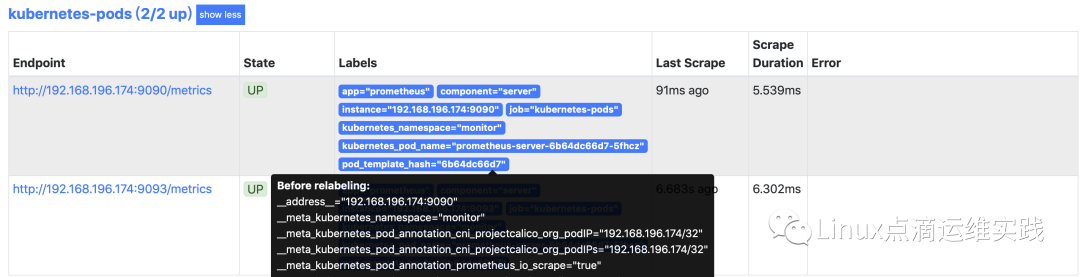 kubernetes-pods (2/2 up) show less
Endpoint State Labels Last Scrape Scrape Duration Error
http://192.168.196.174:9090/metrics UP app="prometheus" component="server" 91ms ago 5.539ms
instance="192.168.196.174:9090" job="kubernetes-pods"
kubernetes_namespace="monitor"
kubernetes_pod_name="prometheus-server-6b64dc66d7-5fhcz"
pod_template_hash="6b64dc66d7"
http://192.168.196.174:9093/metrics UP 6.683s ago 6.302ms
Before relabeling:
__address__="192.168.196.174:9090"
__meta_kubernetes_namespace="monitor"
__meta_kubernetes_pod_annotation_cni_projectcalico_org_podIP="192.168.196.174/32"
__meta_kubernetes_pod_annotation_cni_projectcalico_org_podIPs="192.168.196.174/32"
__meta_kubernetes_pod_annotation_prometheus_io_scrape="true"
Linux点滴运维实践